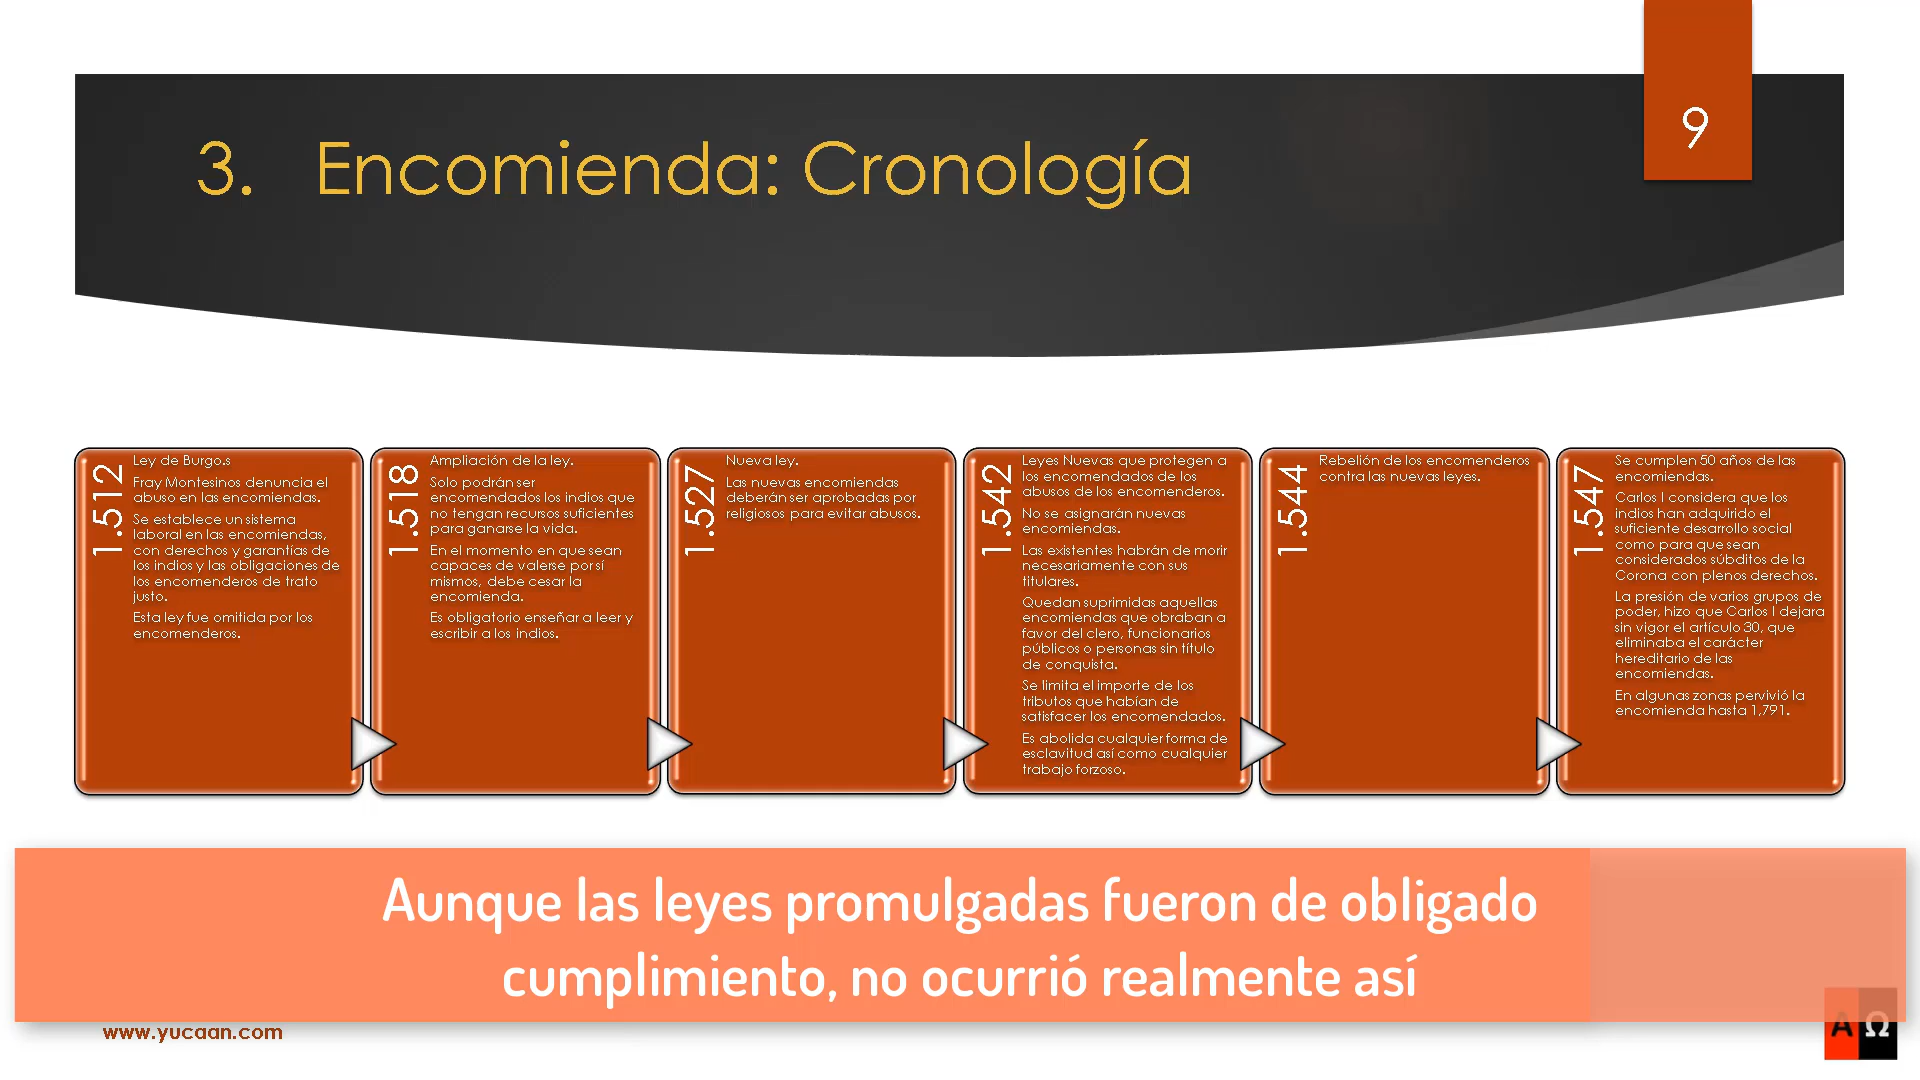 9
3. Encomienda: Cronología
1.512
Ley de Burgo.s
Fray Montesinos denuncia el
abuso en las encomiendas.
Se establece un sistema
laboral en las encomiendas,
con derechos y garantías de
los indios y las obligaciones de
los encomenderos de trato
justo.
Esta ley fue omitida por los
encomenderos.
1.518
Ampliación de la ley.
Solo podrán ser
encomendados los indios que
no tengan recursos suficientes
para ganarse la vida.
En el momento en que sean
capaces de valerse por sí
mismos, debe cesar la
encomienda.
Es obligatorio enseñar a leer y
escribir a los indios.
1.527
Nueva ley.
Las nuevas encomiendas
deberán ser aprobadas por
religiosos para evitar abusos.
1.542
Leyes Nuevas que protegen a
los encomendados de los
abusos de los encomenderos.
No se asignarán nuevas
encomiendas.
Las existentes habrán de morir
necesariamente con sus
titulares.
Quedan suprimidas aquellas
encomiendas que obraban a
favor del clero, funcionarios
públicos o personas sin título
de conquista.
Se limita el importe de los
tributos que habían de
satisfacer los encomendados.
Es abolida cualquier forma de
esclavitud así como cualquier
trabajo forzoso.
1.544
Rebelión de los encomenderos
contra las nuevas leyes.
1.547
Se cumplen 50 años de las
encomiendas.
Carlos I considera que los
indios han adquirido el
suficiente desarrollo social
como para que sean
considerados súbditos de la
Corona con plenos derechos.
La presión de varios grupos de
poder, hizo que Carlos I dejara
sin vigor el artículo 30, que
eliminaba el carácter
hereditario de las
encomiendas.
En algunas zonas pervivió la
encomienda hasta 1,791.
Aunque las leyes promulgadas fueron de obligado
cumplimiento, no ocurrió realmente así
www.yucaan.com
Α Ω